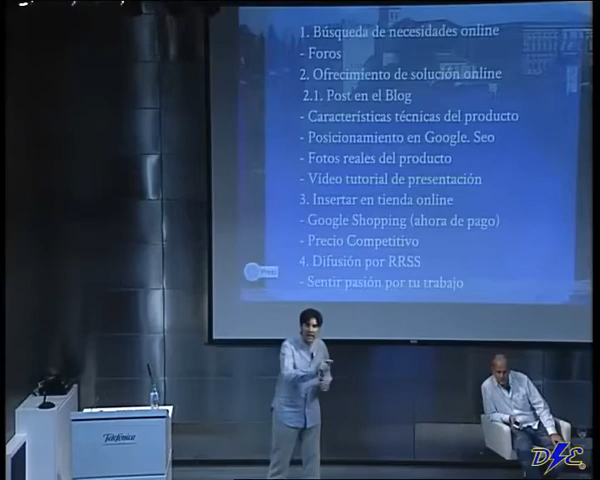 1. Búsqueda de necesidades online
- Foros
2. Ofrecimiento de solución online
2.1. Post en el Blog
- Características técnicas del producto
- Posicionamiento en Google. Seo
- Fotos reales del producto
- Vídeo tutorial de presentación
3. Insertar en tienda online
- Google Shopping (ahora de pago)
- Precio Competitivo
4. Difusión por RRSS
- Sentir pasión por tu trabajo
Prezi
Telefónica